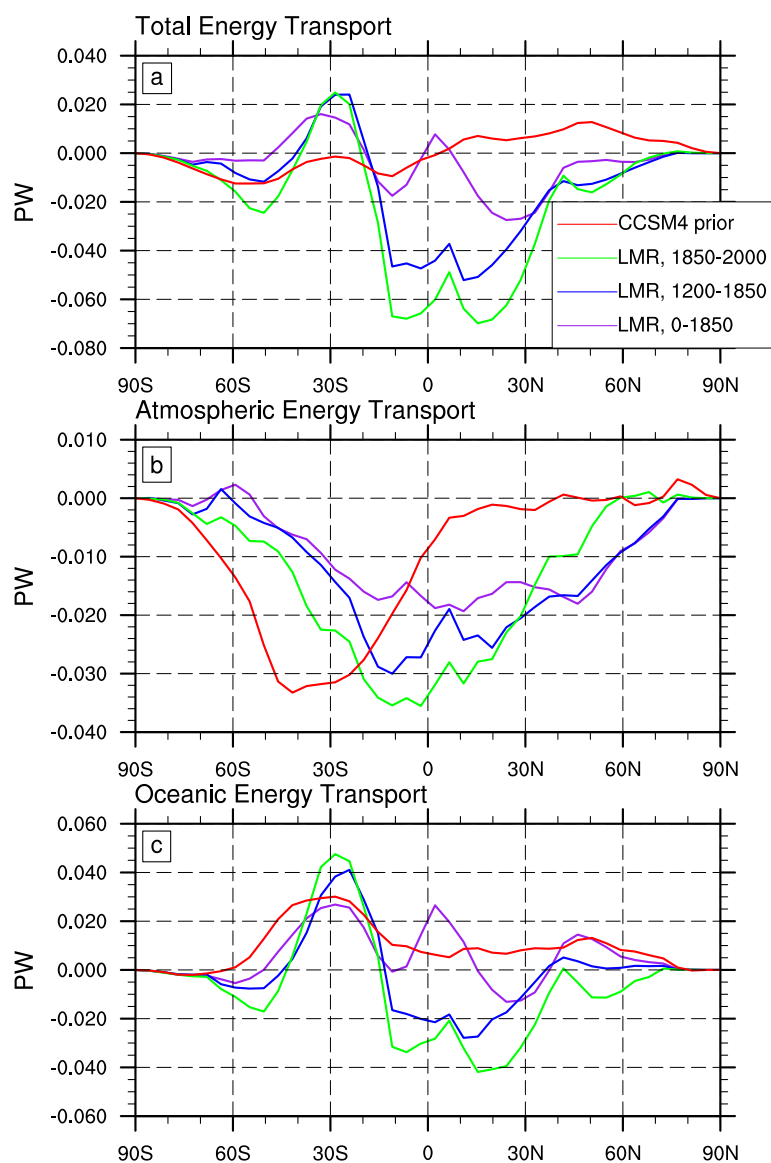 Total Energy Transport
a
0.040
0.020
0.000
-0.020
-0.040
-0.060
-0.080
PW
CCSM4 prior
LMR, 1850-2000
LMR, 1200-1850
LMR, 0-1850
90S 60S 30S 0 30N 60N 90N
Atmospheric Energy Transport
b
0.010
0.000
-0.010
-0.020
-0.030
-0.040
PW
90S 60S 30S 0 30N 60N 90N
Oceanic Energy Transport
c
0.060
0.040
0.020
0.000
-0.020
-0.040
-0.060
PW
90S 60S 30S 0 30N 60N 90N